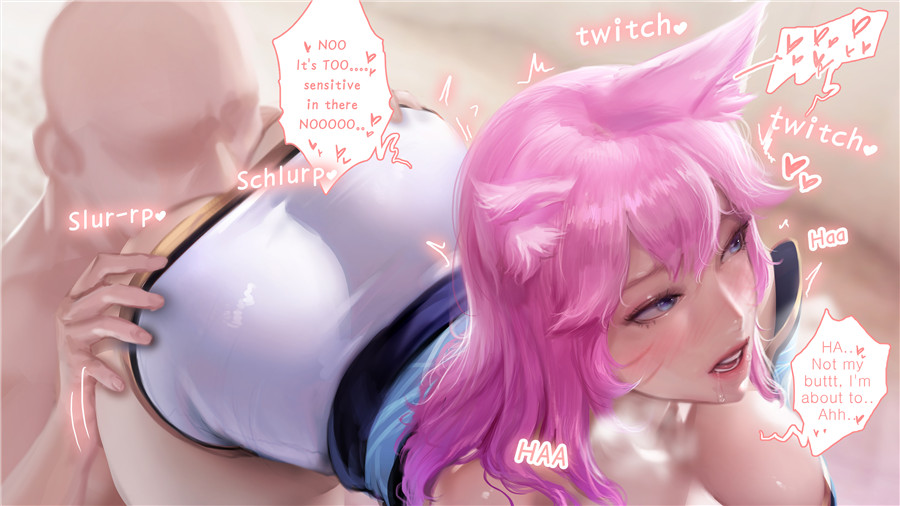 NOO
It's TOO....
sensitive
in there
NOOOOO..
twitch
twitch
Schlurp
Slur-rp
Haa
HA..
Not my
buttt, I'm
about to..
Ahh..
HAA